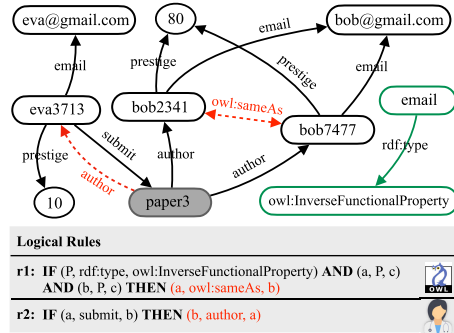 eva@gmail.com
80
bob@gmail.com
email
email
prestige
prestige
email
eva3713
bob2341
owl:sameAs
bob7477
email
submit
prestige
author
author
author
rdf:type
10
paper3
owl:InverseFunctionalProperty
Logical Rules
r1: IF (P, rdf:type, owl:InverseFunctionalProperty) AND (a, P, c)
AND (b, P, c) THEN (a, owl:sameAs, b)
OWL
r2: IF (a, submit, b) THEN (b, author, a)